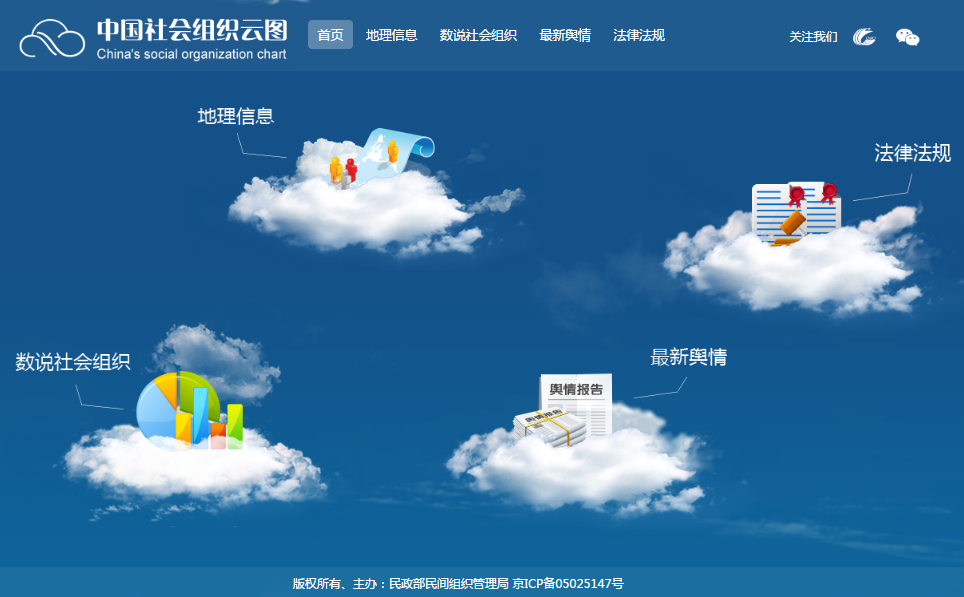 中国社会组织云图
China's social organization chart
首页 地理信息 数说社会组织 最新舆情 法律法规
关注我们
地理信息
法律法规
数说社会组织
最新舆情
舆情报告
舆情报告
版权所有、主办：民政部民间组织管理局 京ICP备05025147号